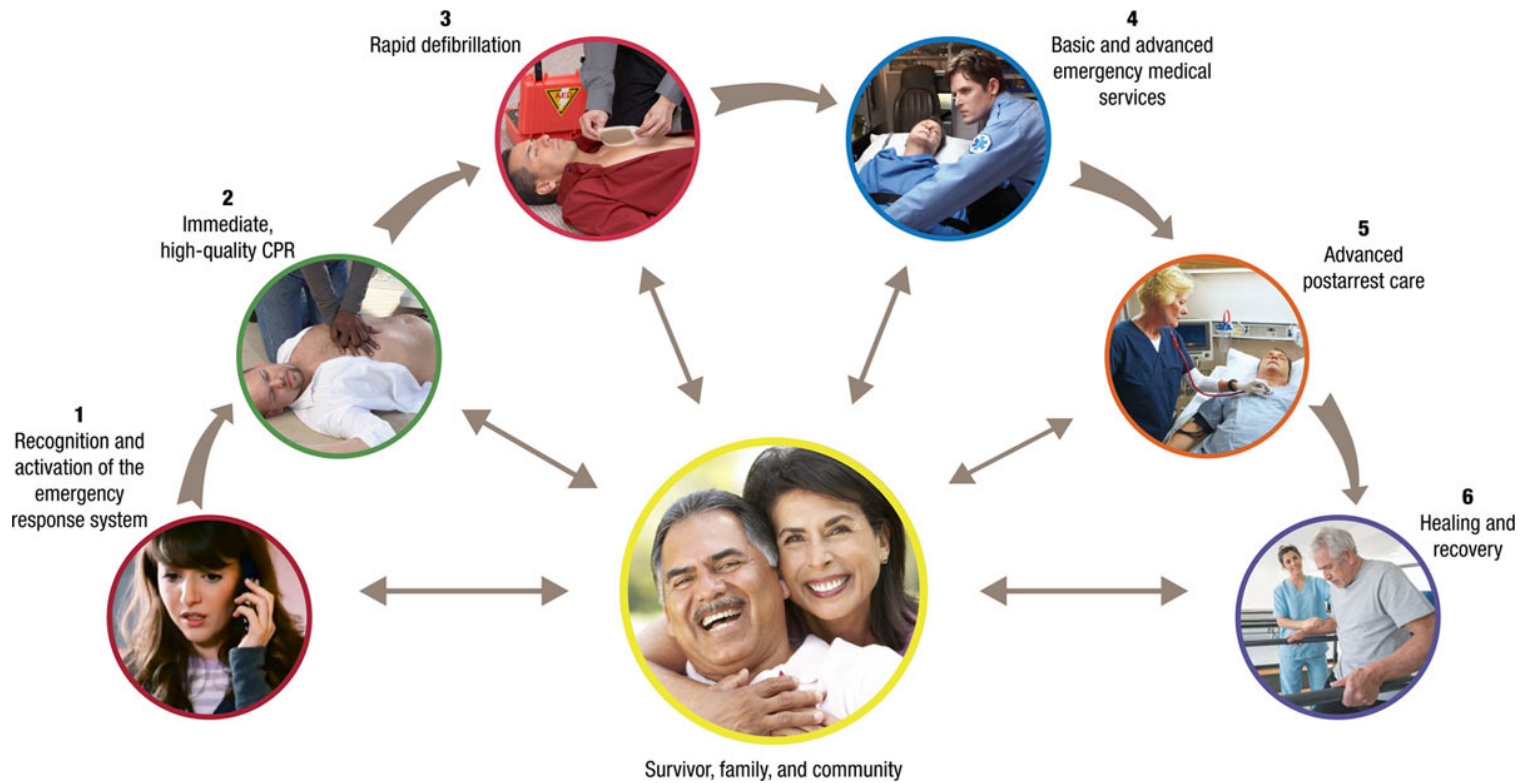 1
Recognition and
activation of the
emergency
response system
2
Immediate,
high-quality CPR
3
Rapid defibrillation
AED
4
Basic and advanced
emergency medical
services
5
Advanced
postarrest care
6
Healing and
recovery
Survivor, family, and community